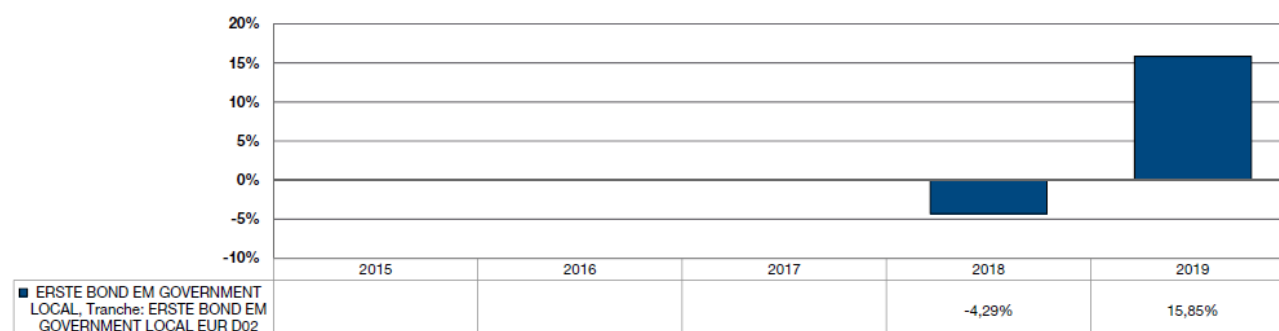 20%
15%
10%
5%
0%
-5%
-10%
2015 2016 2017 2018 2019
ERSTE BOND EM GOVERNMENT
LOCAL, Tranche: ERSTE BOND EM
GOVERNMENT LOCAL EUR D02
-4,29% 15,85%